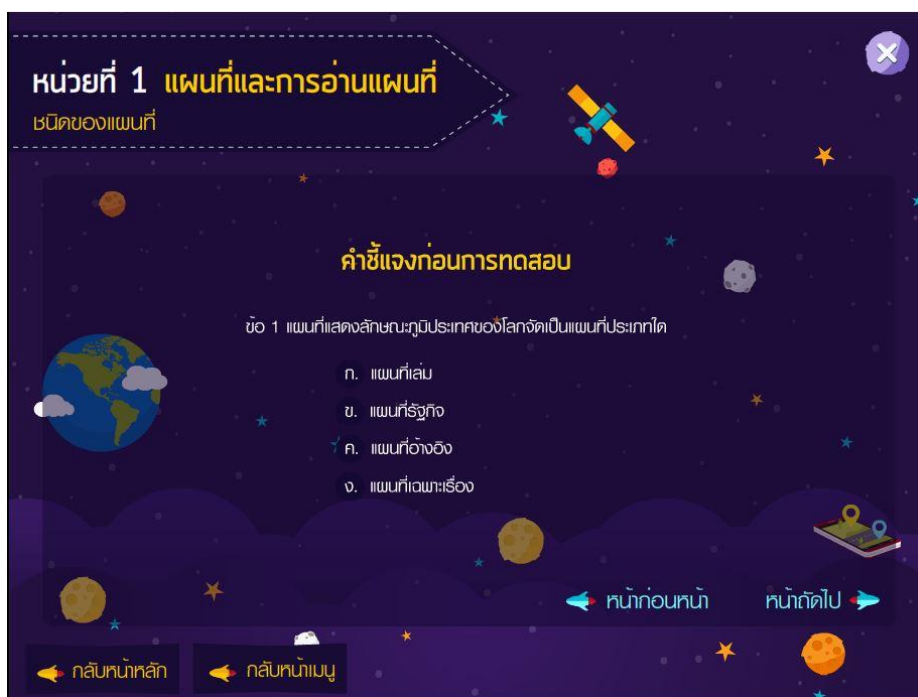 หน่วยที่ 1 แผนที่และการอ่านแผนที่
ชนิดของแผนที่
คำชี้แจงก่อนการทดสอบ
ข้อ 1 แผนที่แสดงลักษณะภูมิประเทศของโลกจัดเป็นแผนที่ประเภทใด
ก. แผนที่เล่ม
ข. แผนที่รัฐกิจ
ค. แผนที่อ้างอิง
ง. แผนที่เฉพาะเรื่อง
หน้าก่อนหน้า หน้าถัดไป
กลับหน้าหลัก กลับหน้าเมนู